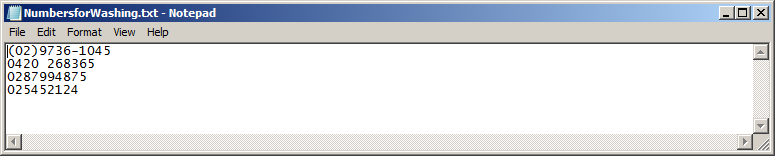 NumbersforWashing.txt - Notepad
File Edit Format View Help
(02)9736-1045
0420 268365
0287994875
025452124